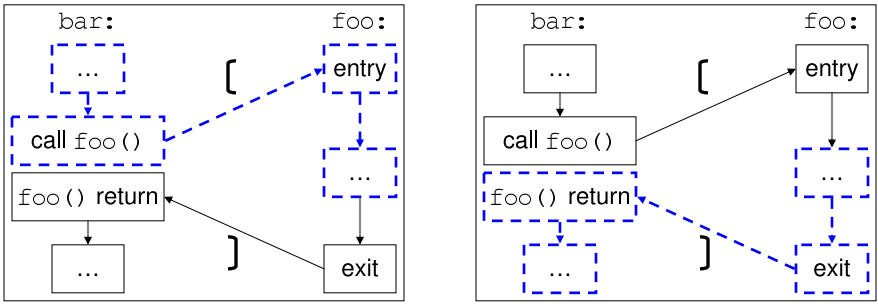 bar: foo:
...
entry
[
call foo()
...
foo() return
]
...
exit
bar: foo:
...
entry
[
call foo()
...
foo() return
]
...
exit